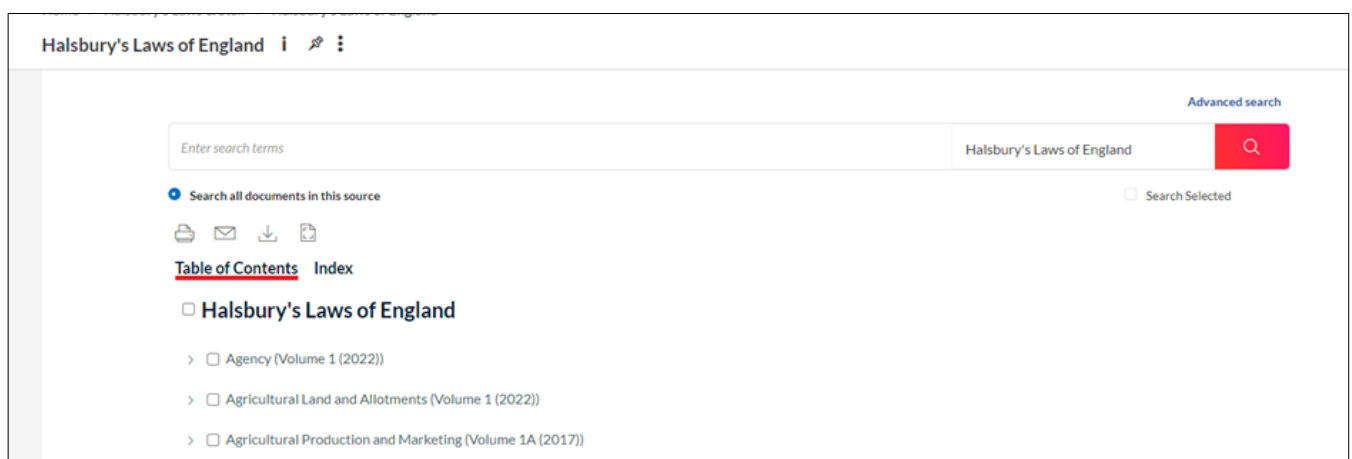 Halsbury's Laws of England
Advanced search
Enter search terms
Halsbury's Laws of England
Search all documents in this source
Search Selected
Table of Contents Index
Halsbury's Laws of England
Agency (Volume 1 (2022))
Agricultural Land and Allotments (Volume 1 (2022))
Agricultural Production and Marketing (Volume 1A (2017))